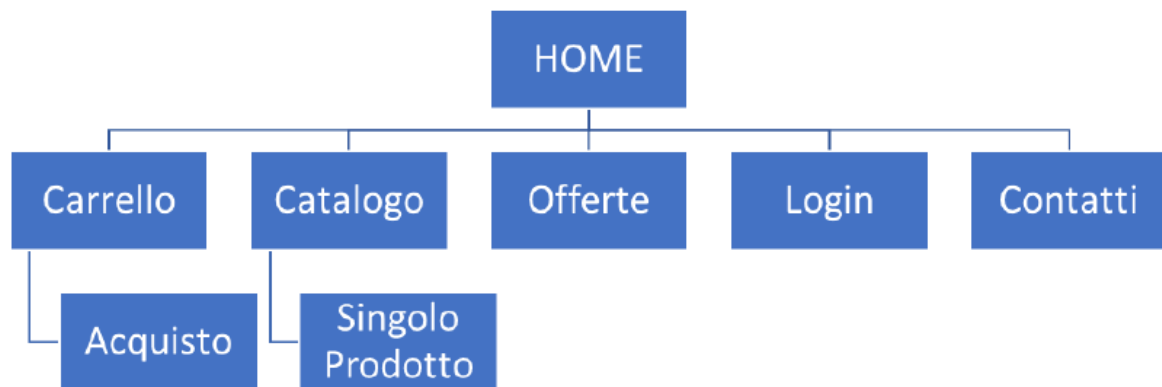 HOME
Carrello
Catalogo
Offerte
Login
Contatti
Acquisto
Singolo
Prodotto